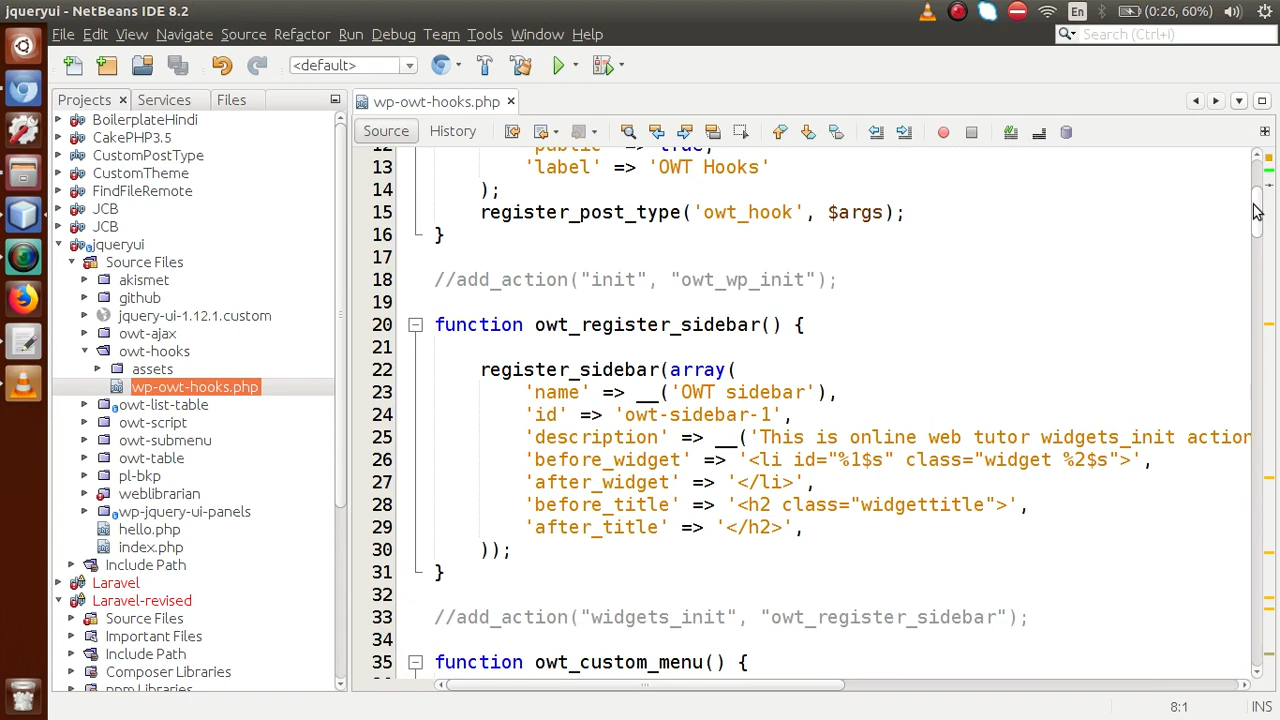 jqueryui - NetBeans IDE 8.2
En
(0:26, 60%)
File Edit View Navigate Source Refactor Run Debug Team Tools Window Help
Search (Ctrl+I)
<default>
Projects
Services
Files
wp-owt-hooks.php
Source
History
BoilerplateHindi
CakePHP3.5
CustomPostType
CustomTheme
FindFileRemote
JCB
JCB
jqueryui
Source Files
akismet
github
jquery-ui-1.12.1.custom
owt-ajax
owt-hooks
assets
wp-owt-hooks.php
owt-list-table
owt-script
owt-submenu
owt-table
pl-bkp
weblibrarian
wp-jquery-ui-panels
hello.php
index.php
Include Path
Laravel
Laravel-revised
Source Files
Important Files
Include Path
Composer Libraries
npm Libraries
12 'public' => true,
13 'label' => 'OWT Hooks'
14 );
15 register_post_type('owt_hook', $args);
16 }
17
18 //add_action("init", "owt_wp_init");
19
20 function owt_register_sidebar() {
21
22 register_sidebar(array(
23 'name' => __('OWT sidebar'),
24 'id' => 'owt-sidebar-1',
25 'description' => __('This is online web tutor widgets_init action
26 'before_widget' => '<li id="%1$s" class="widget %2$s">',
27 'after_widget' => '</li>',
28 'before_title' => '<h2 class="widgettitle">',
29 'after_title' => '</h2>',
30 ));
31 }
32
33 //add_action("widgets_init", "owt_register_sidebar");
34
35 function owt_custom_menu() {
8:1
INS